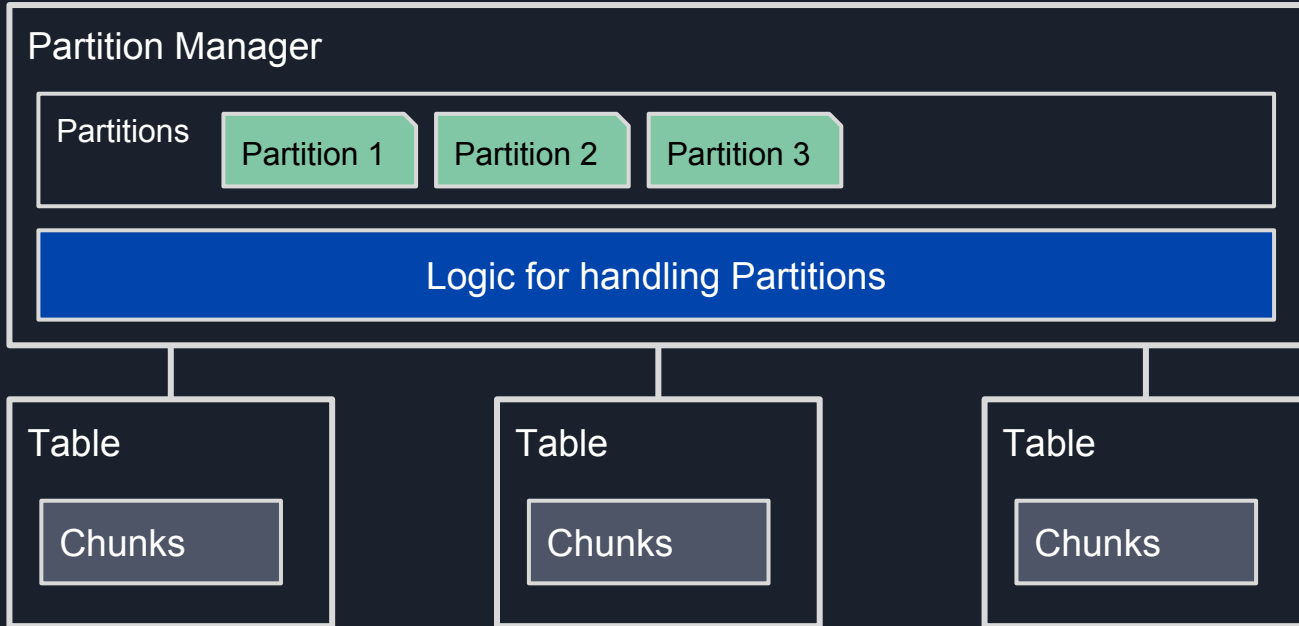 Partition Manager
Partitions
Partition 1
Partition 2
Partition 3
Logic for handling Partitions
Table
Table
Table
Chunks
Chunks
Chunks